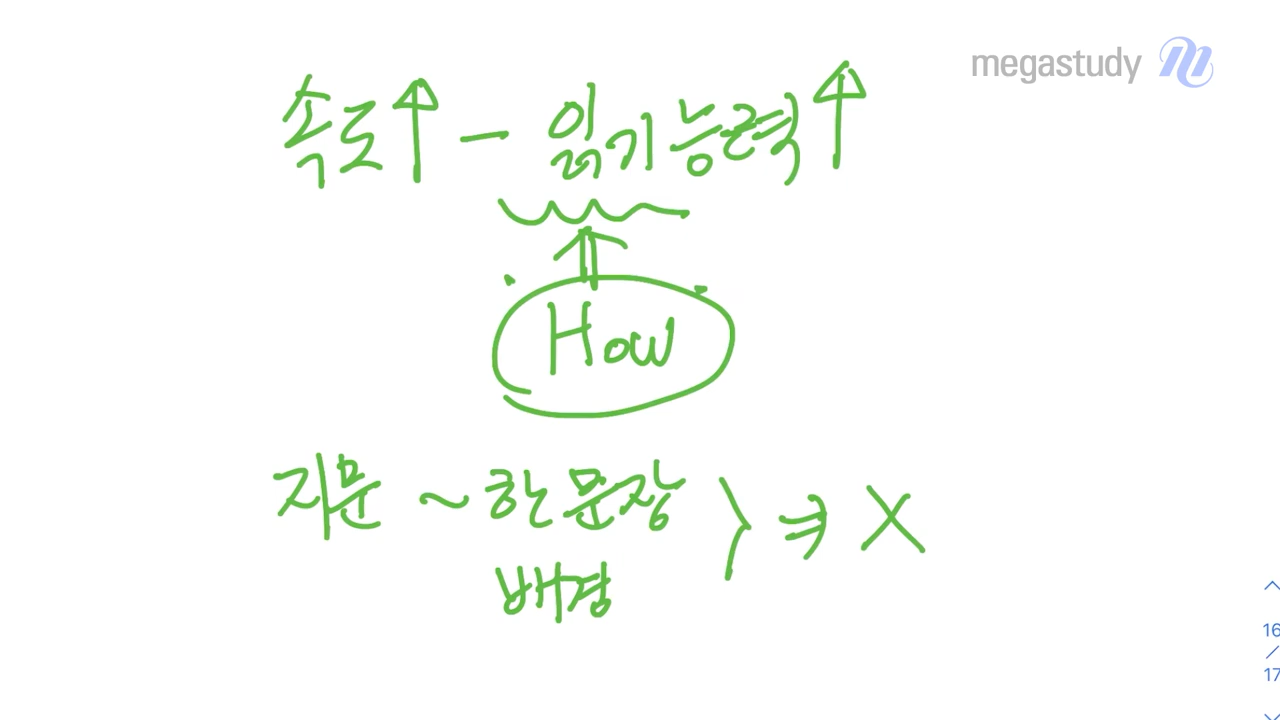 megastudy
속도↑ - 읽기능력↑
How
지문 ~ 한 문장 > ⇒ X
배경
16
/
17